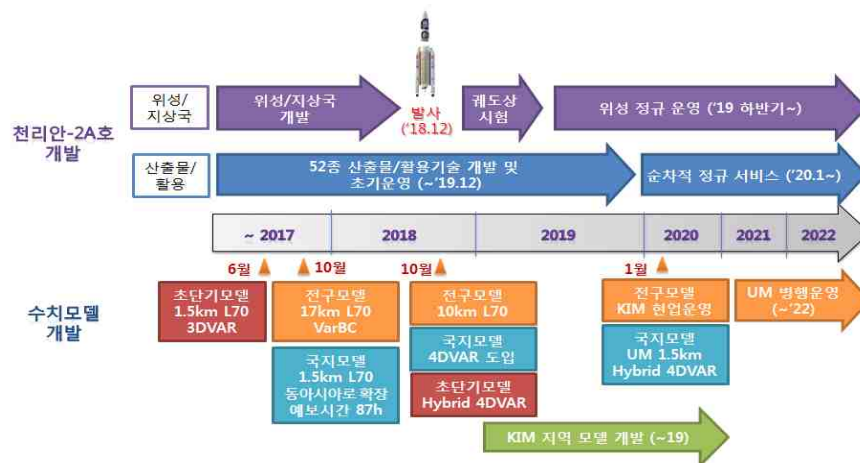 위성/
지상국
위성/지상국
개발
발사
('18.12)
궤도상
시험
위성 정규 운영 ('19 하반기~)
천리안-2A호
개발
산출물/
활용
52종 산출물/활용기술 개발 및
초기운영 (~'19.12)
순차적 정규 서비스 ('20.1~)
~ 2017
2018
2019
2020
2021
2022
6월
10월
10월
1월
수치모델
개발
초단기모델
1.5km L70
3DVAR
전구모델
17km L70
VarBC
국지모델
1.5km L70
동아시아로 확장
예보시간 87h
전구모델
10km L70
국지모델
4DVAR 도입
초단기모델
Hybrid 4DVAR
전구모델
KIM 현업운영
국지모델
UM 1.5km
Hybrid 4DVAR
UM 병행운영
(~'22)
KIM 지역 모델 개발 (~19)